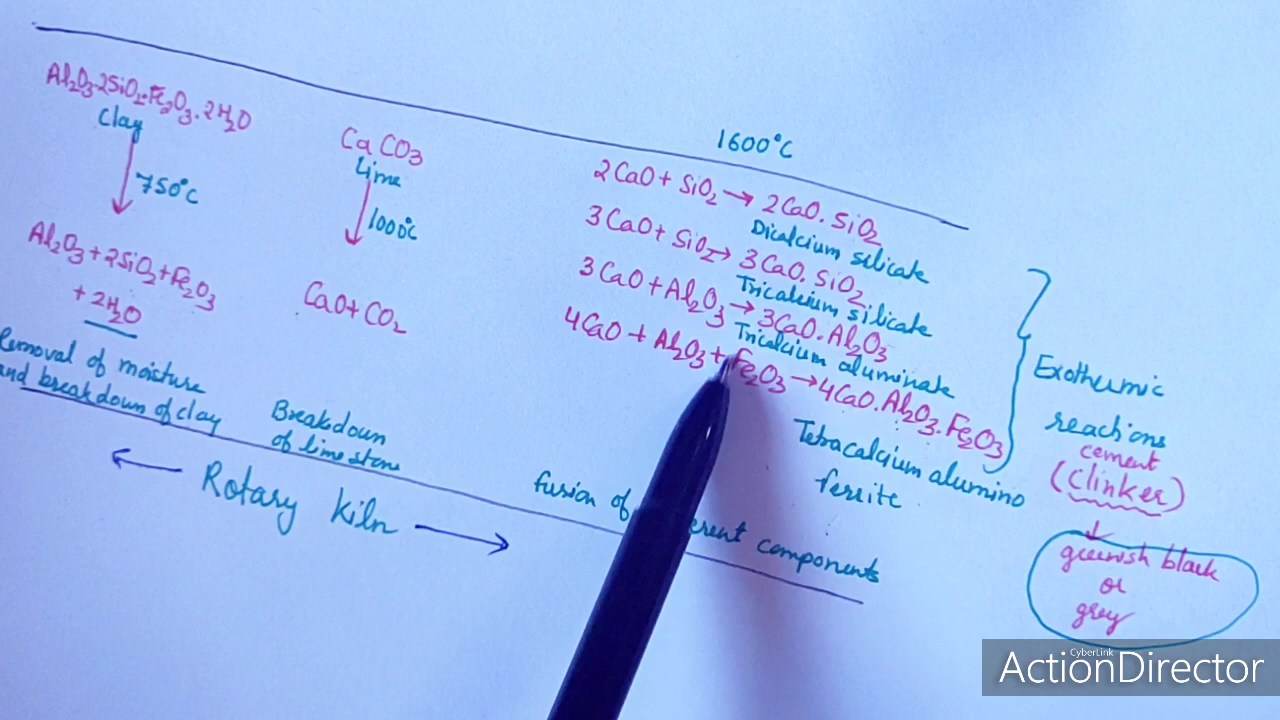 Al₂O₃.2SiO₂.Fe₂O₃.2H₂O
Clay
750°C
Al₂O₃+2SiO₂+Fe₂O₃
+2H₂O
Removal of moisture
and breakdown of clay
CaCO3
Lime
1000°C
CaO+CO₂
Breakdown
of limestone
← Rotary Kiln →
1600°C
2CaO+SiO₂→2CaO.SiO₂
Dicalcium silicate
3CaO+SiO₂→3CaO.SiO₂
Tricalcium silicate
3CaO+Al₂O₃→3CaO.Al₂O₃
Tricalcium aluminate
4CaO+Al₂O₃+Fe₂O₃→4CaO.Al₂O₃.Fe₂O₃
Tetracalcium alumino
ferrite
fusion of components
Exothermic
reactions
cement
(Clinker)
greenish black
or
grey
CyberLink
ActionDirector